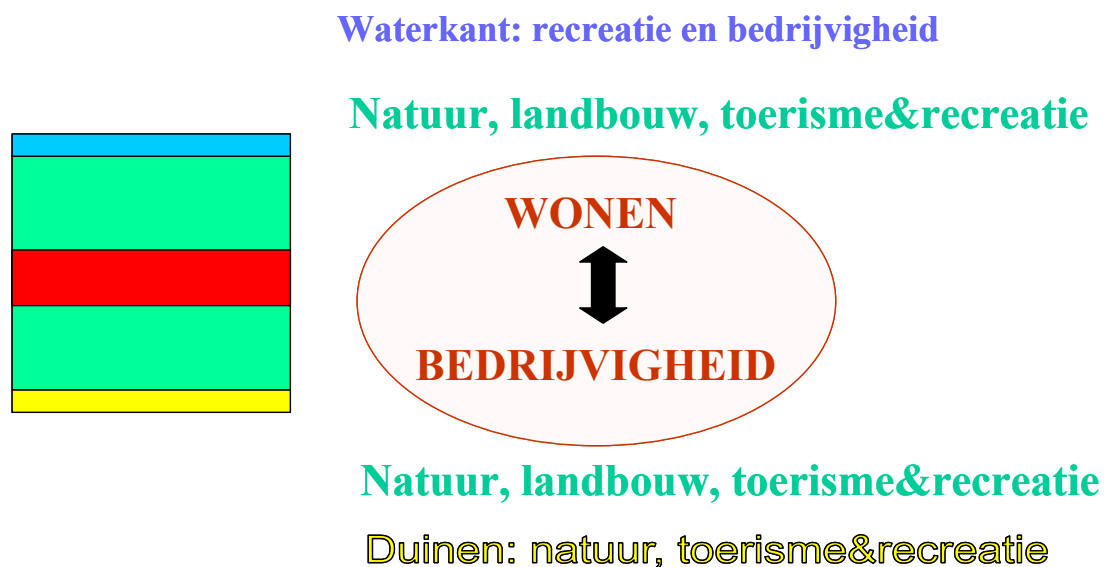 Waterkant: recreatie en bedrijvigheid
Natuur, landbouw, toerisme&recreatie
WONEN
BEDRIJVIGHEID
Natuur, landbouw, toerisme&recreatie
Duinen: natuur, toerisme&recreatie